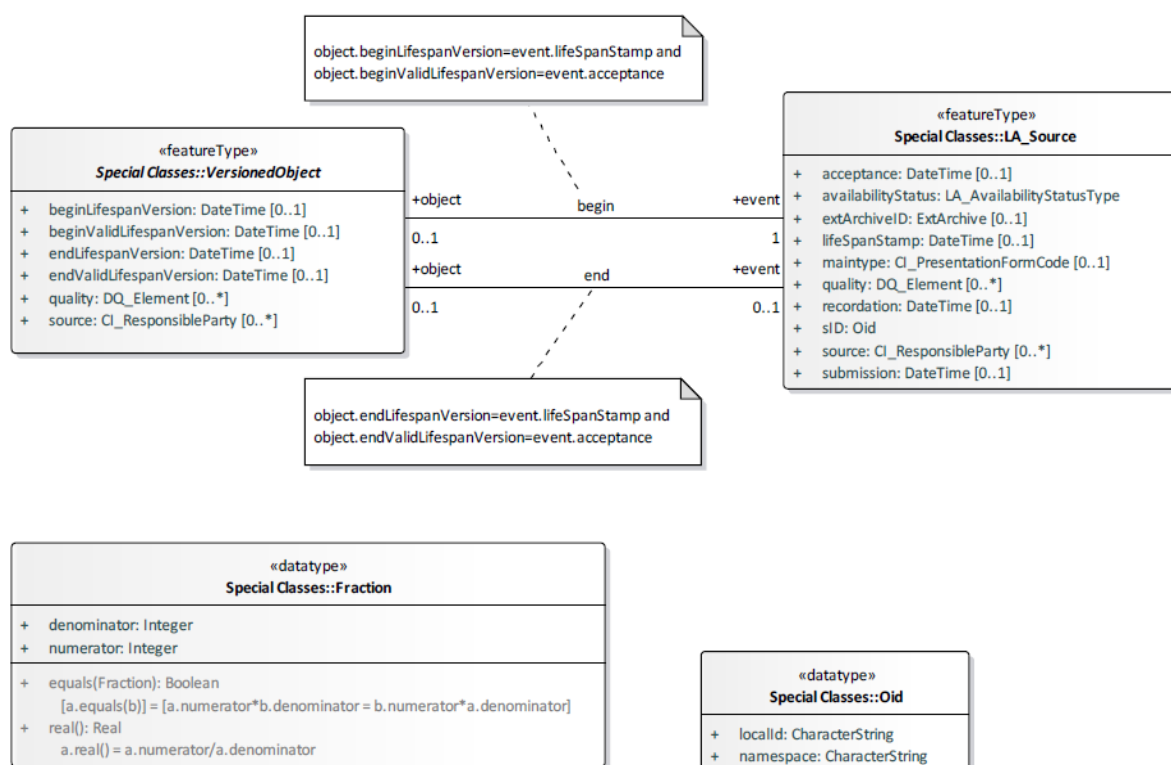 object.beginLifespanVersion=event.lifeSpanStamp and
object.beginValidLifespanVersion=event.acceptance
«featureType»
Special Classes::VersionedObject
+ beginLifespanVersion: DateTime [0..1]
+ beginValidLifespanVersion: DateTime [0..1]
+ endLifespanVersion: DateTime [0..1]
+ endValidLifespanVersion: DateTime [0..1]
+ quality: DQ_Element [0..*]
+ source: CI_ResponsibleParty [0..*]
+object begin +event
0..1 1
+object end +event
0..1 0..1
«featureType»
Special Classes::LA_Source
+ acceptance: DateTime [0..1]
+ availabilityStatus: LA_AvailabilityStatusType
+ extArchiveID: ExtArchive [0..1]
+ lifeSpanStamp: DateTime [0..1]
+ maintype: CI_PresentationFormCode [0..1]
+ quality: DQ_Element [0..*]
+ recordation: DateTime [0..1]
+ sID: Oid
+ source: CI_ResponsibleParty [0..*]
+ submission: DateTime [0..1]
object.endLifespanVersion=event.lifeSpanStamp and
object.endValidLifespanVersion=event.acceptance
«datatype»
Special Classes::Fraction
+ denominator: Integer
+ numerator: Integer
+ equals(Fraction): Boolean
[a.equals(b)] = [a.numerator*b.denominator = b.numerator*a.denominator]
+ real(): Real
a.real() = a.numerator/a.denominator
«datatype»
Special Classes::Oid
+ localId: CharacterString
+ namespace: CharacterString